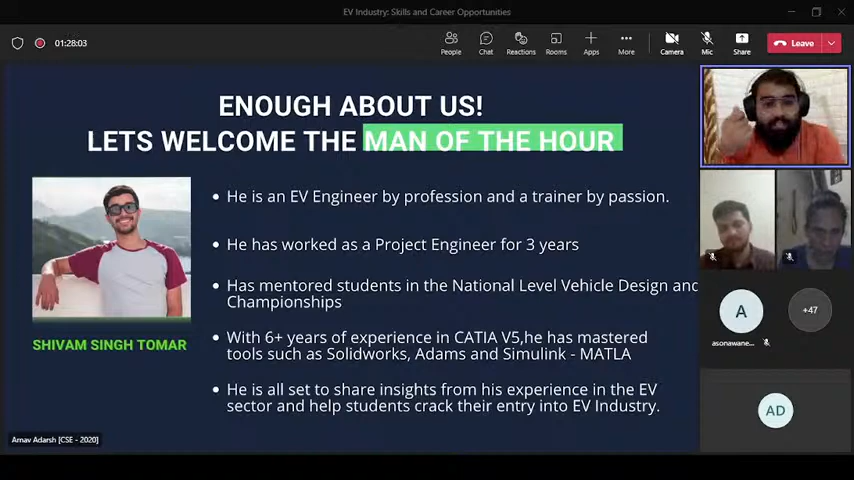 EV Industry: Skills and Career Opportunities
01:28:03
People
Chat
Reactions
Rooms
Apps
More
Camera
Mic
Share
Leave
ENOUGH ABOUT US!
LETS WELCOME THE MAN OF THE HOUR
He is an EV Engineer by profession and a trainer by passion.
He has worked as a Project Engineer for 3 years
Has mentored students in the National Level Vehicle Design and
Championships
With 6+ years of experience in CATIA V5,he has mastered
tools such as Solidworks, Adams and Simulink - MATLA
He is all set to share insights from his experience in the EV
sector and help students crack their entry into EV Industry.
SHIVAM SINGH TOMAR
A
asonawane...
+47
AD
Arnav Adarsh [CSE - 2020]